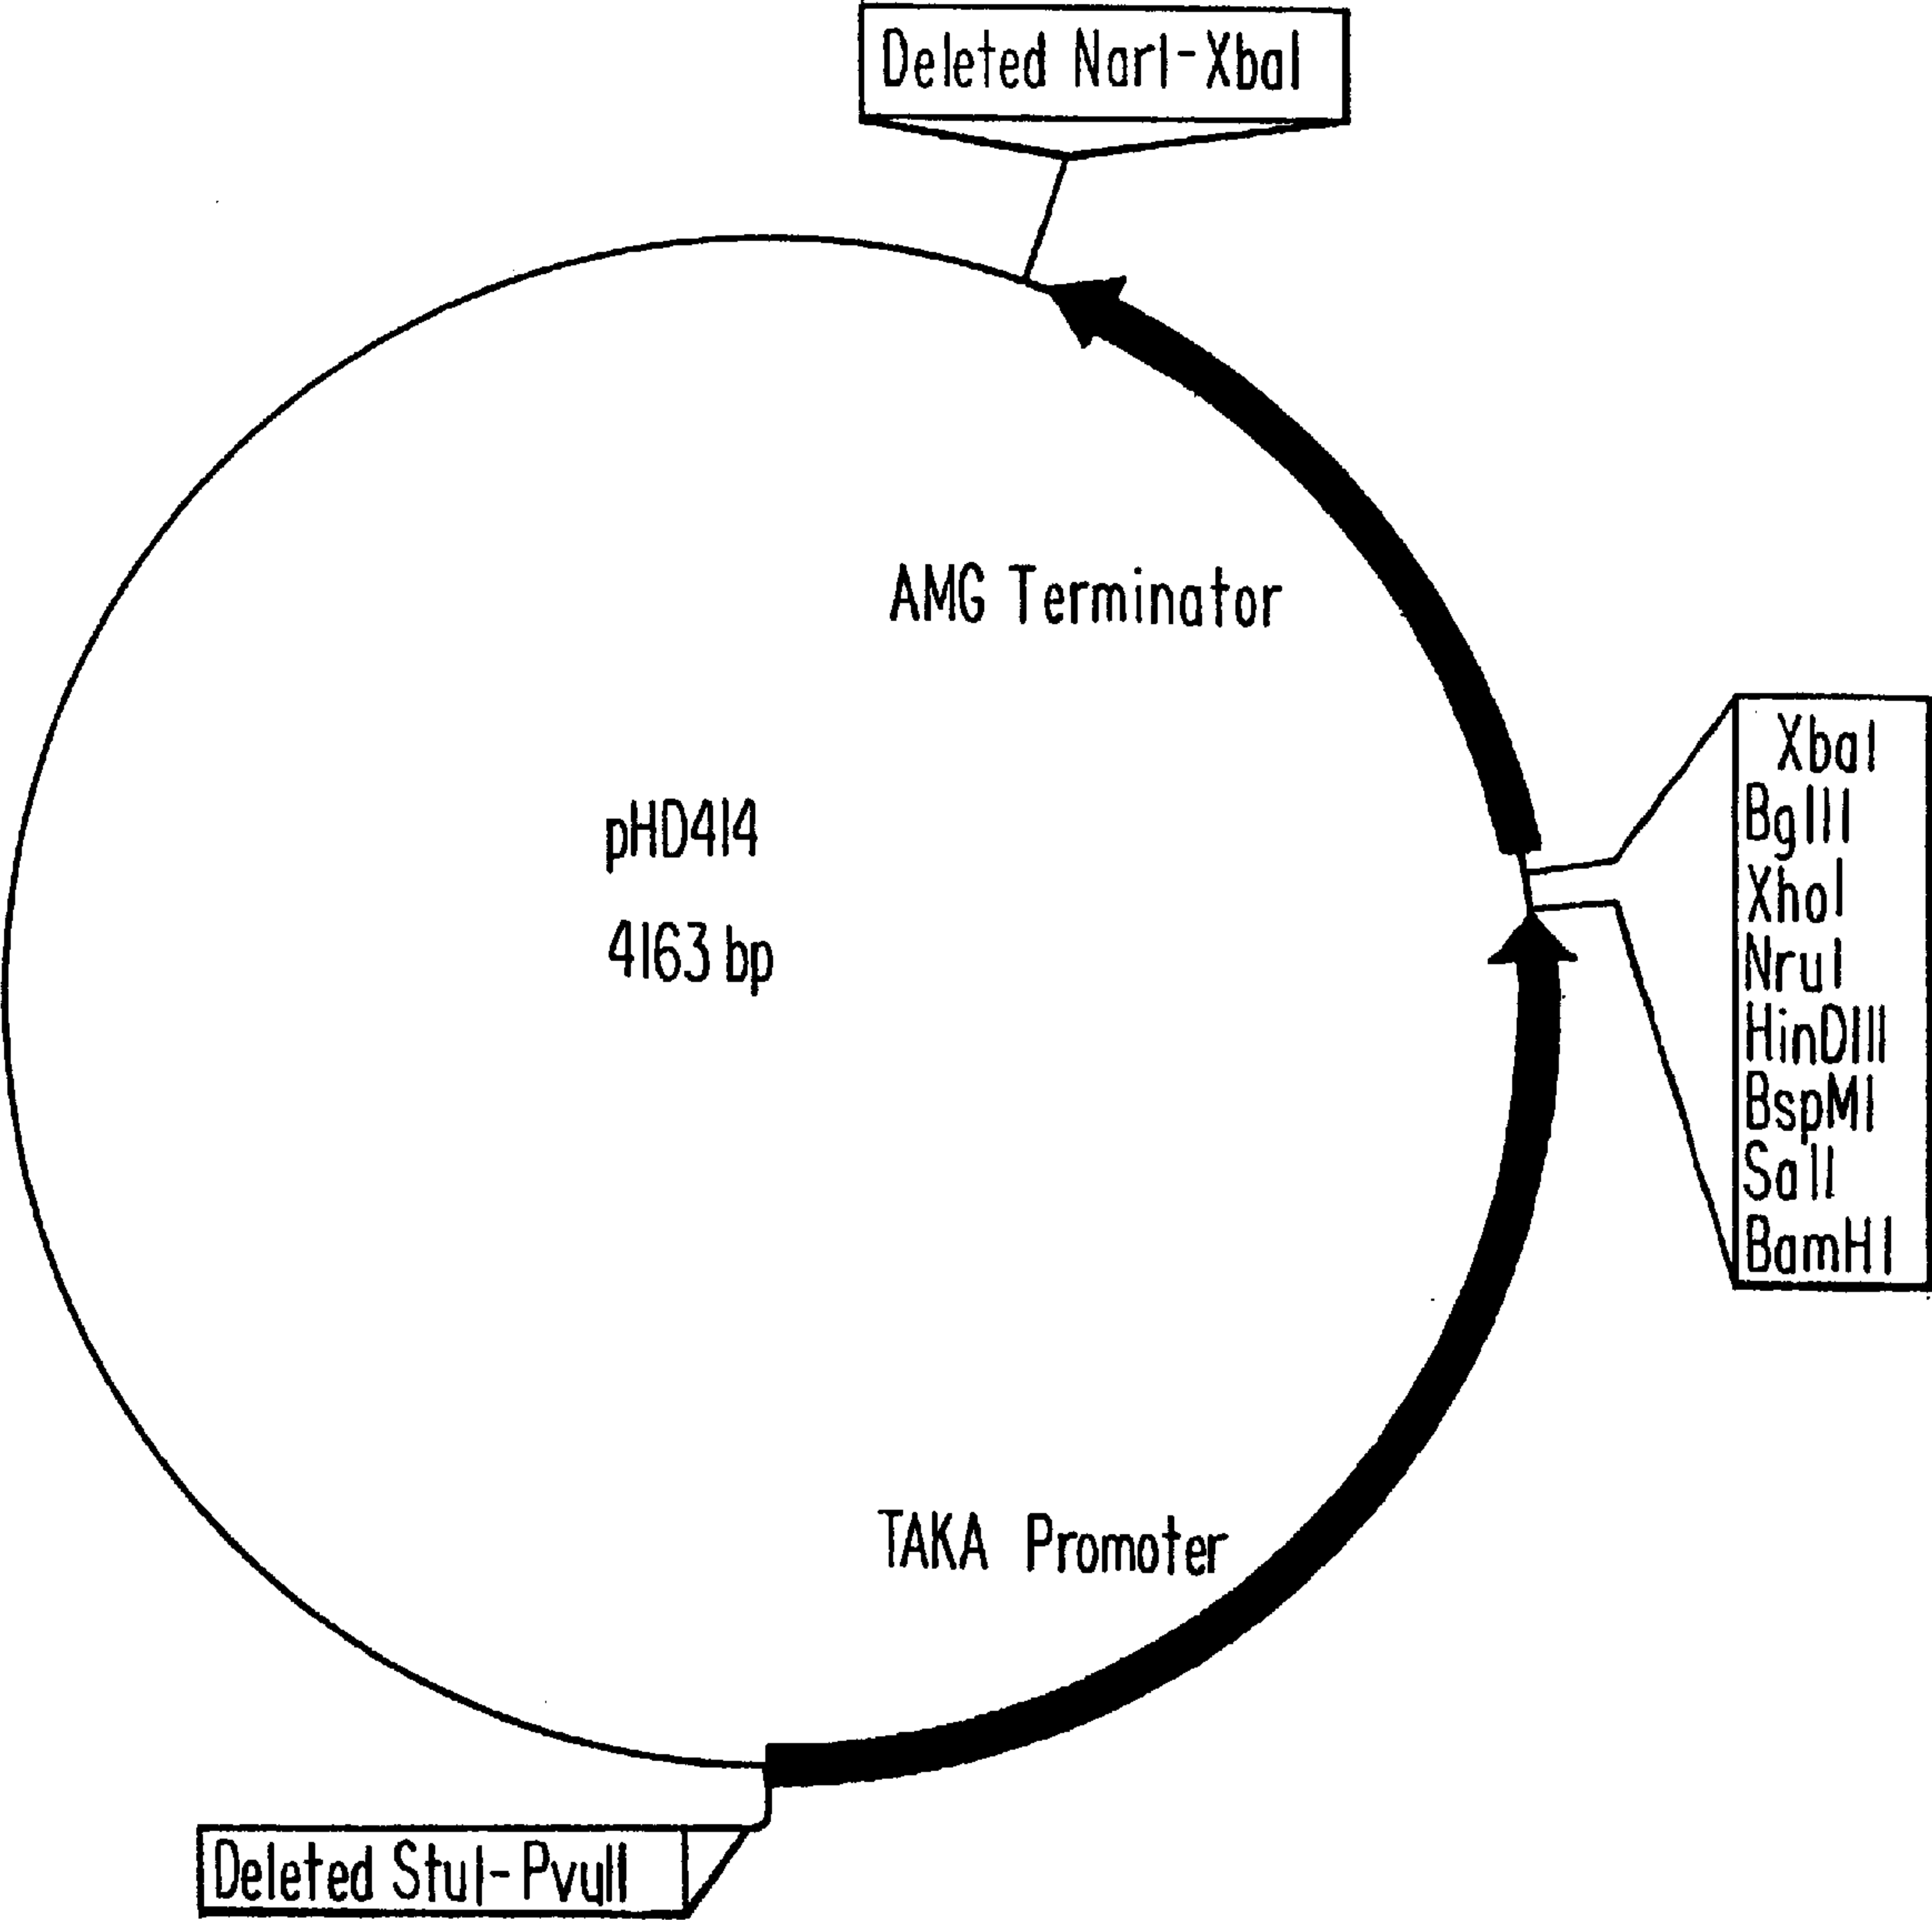 Deleted NarI-XbaI
AMG Terminator
XbaI
BglII
XhoI
NruI
HinDIII
BspMI
SalI
BamHI
pHD414
4163 bp
TAKA Promoter
Deleted StuI-PvuII